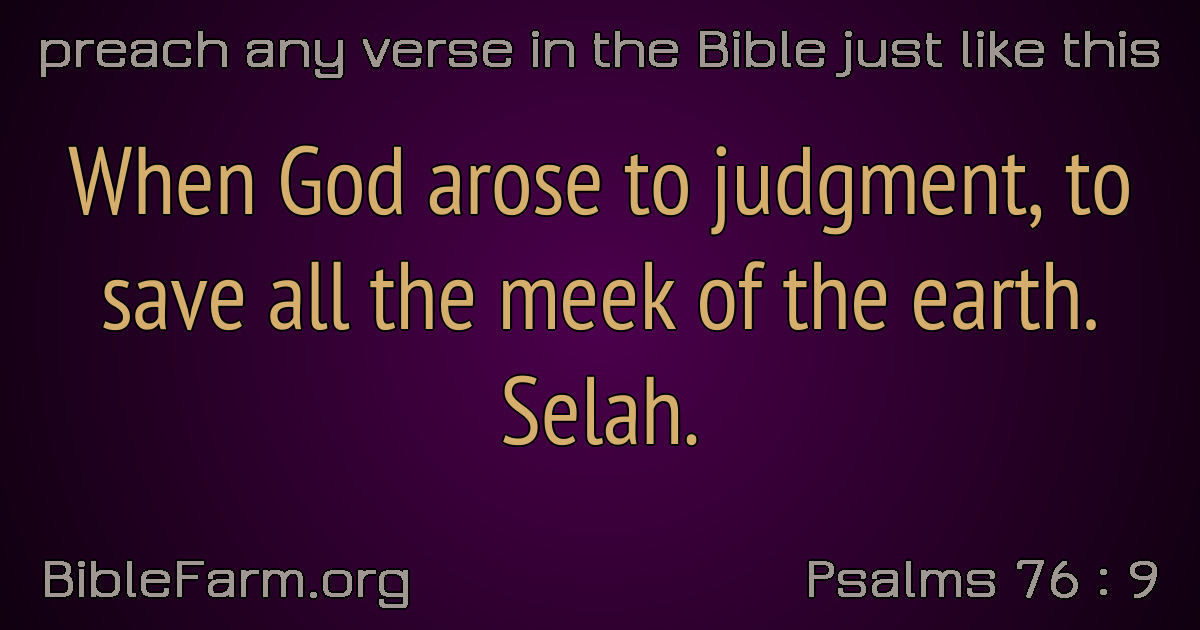 preach any verse in the Bible just like this
When God arose to judgment, to
save all the meek of the earth.
Selah.
BibleFarm.org
Psalms 76 : 9